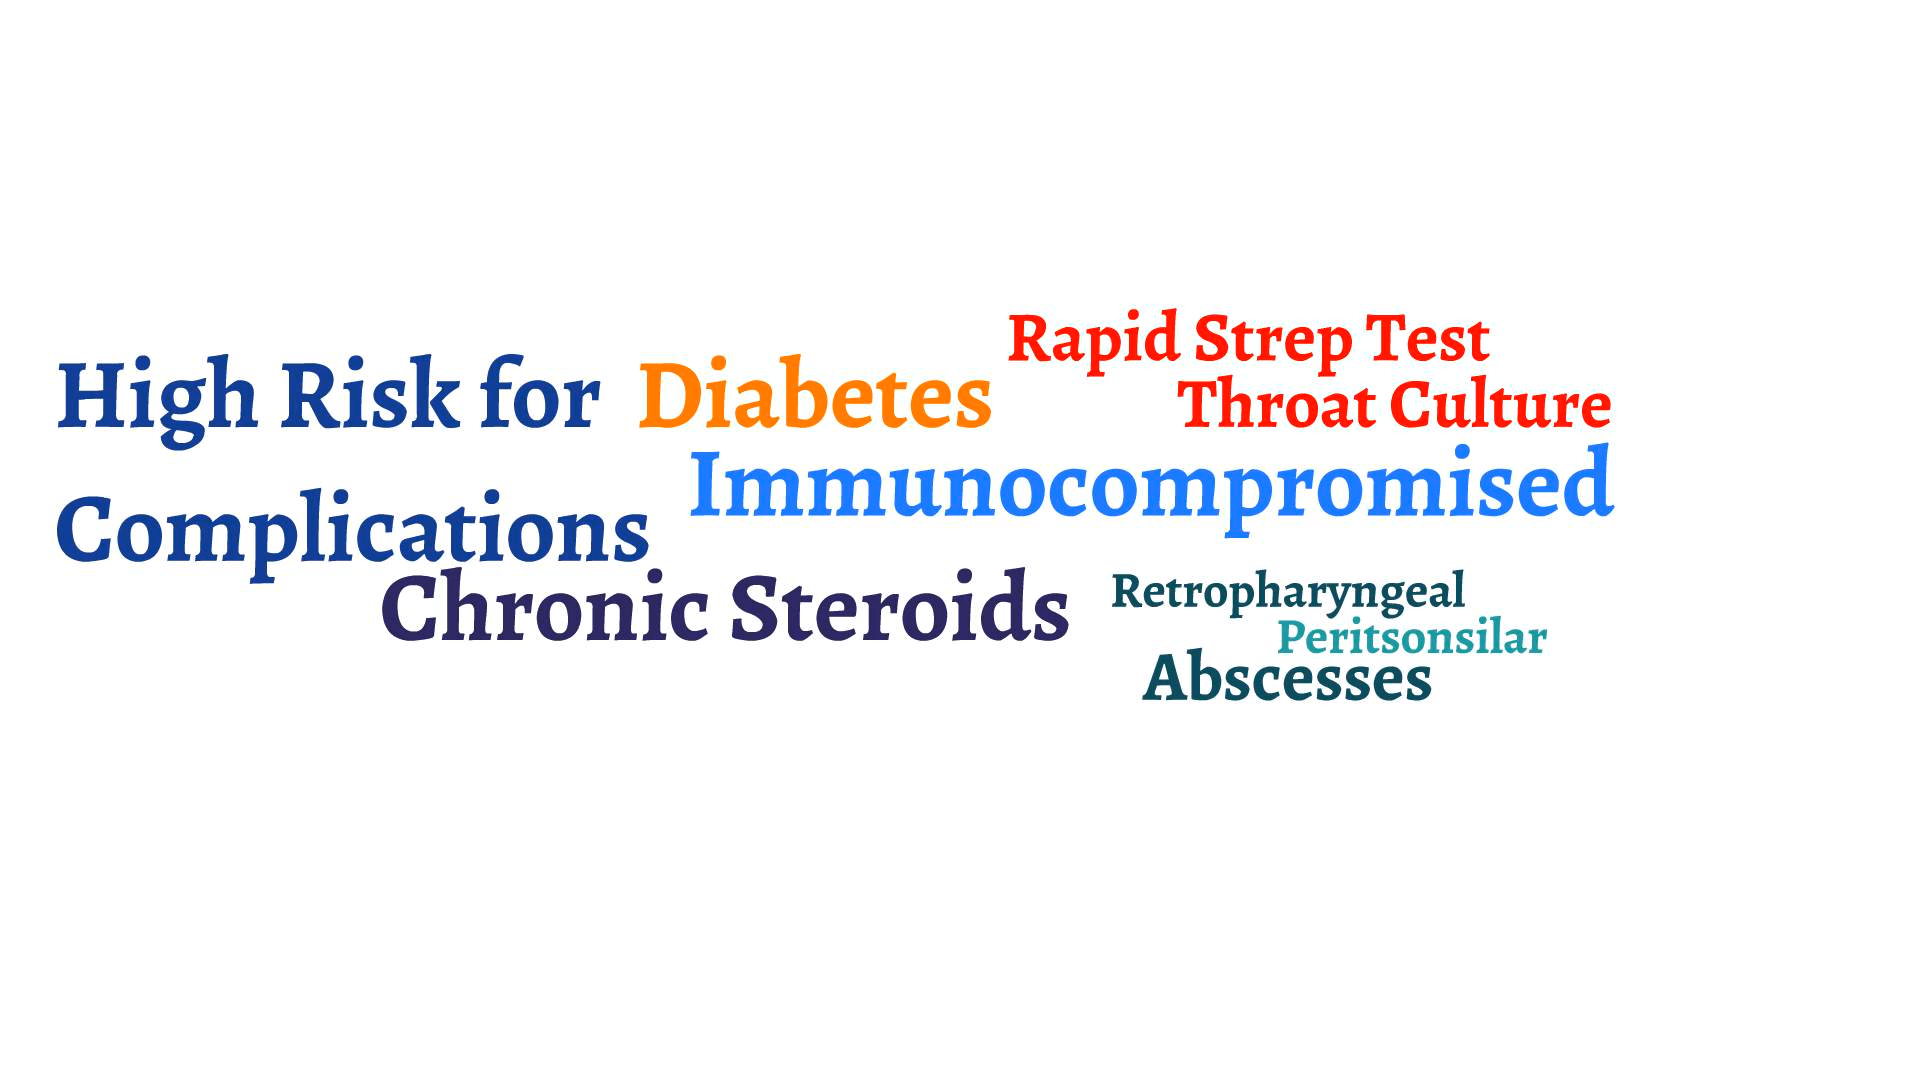 High Risk for
Complications
Diabetes
Rapid Strep Test
Throat Culture
Immunocompromised
Chronic Steroids
Retropharyngeal
Peritsonsilar
Abscesses